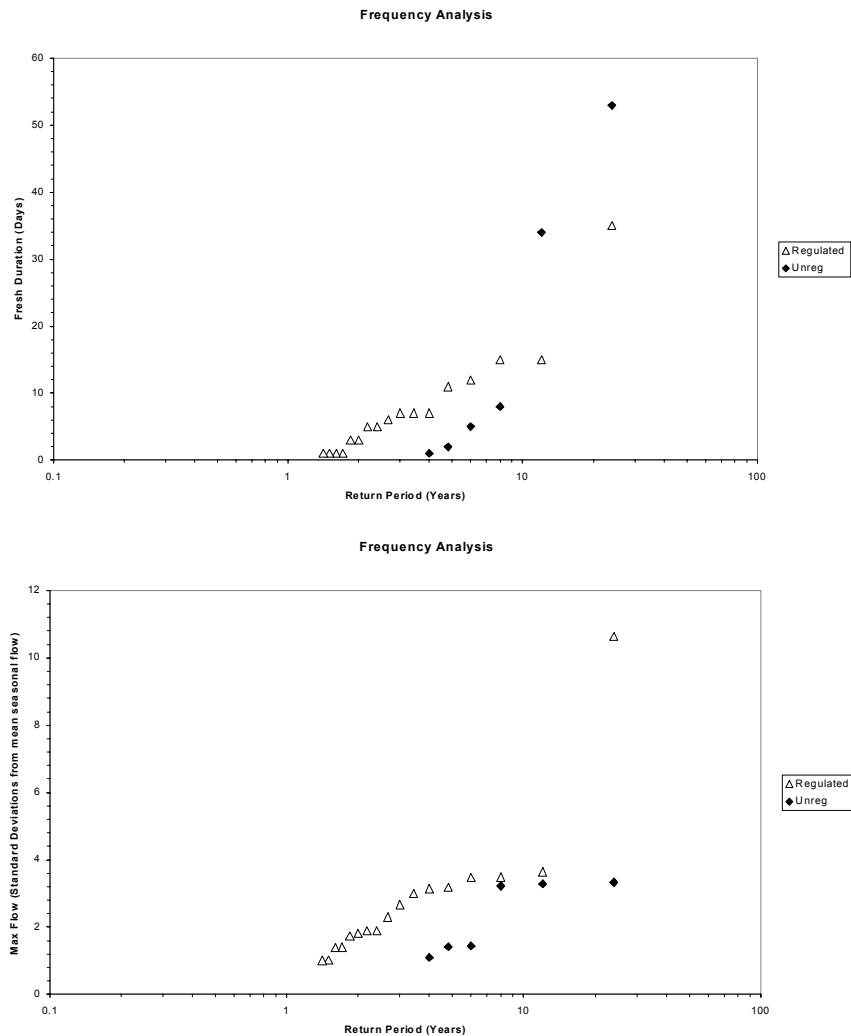 Frequency Analysis
60
50
40
30
20
10
0
0.1 1 10 100
Fresh Duration (Days)
Return Period (Years)
Regulated
Unreg
Frequency Analysis
12
10
8
6
4
2
0
0.1 1 10 100
Max Flow (Standard Deviations from mean seasonal flow)
Return Period (Years)
Regulated
Unreg